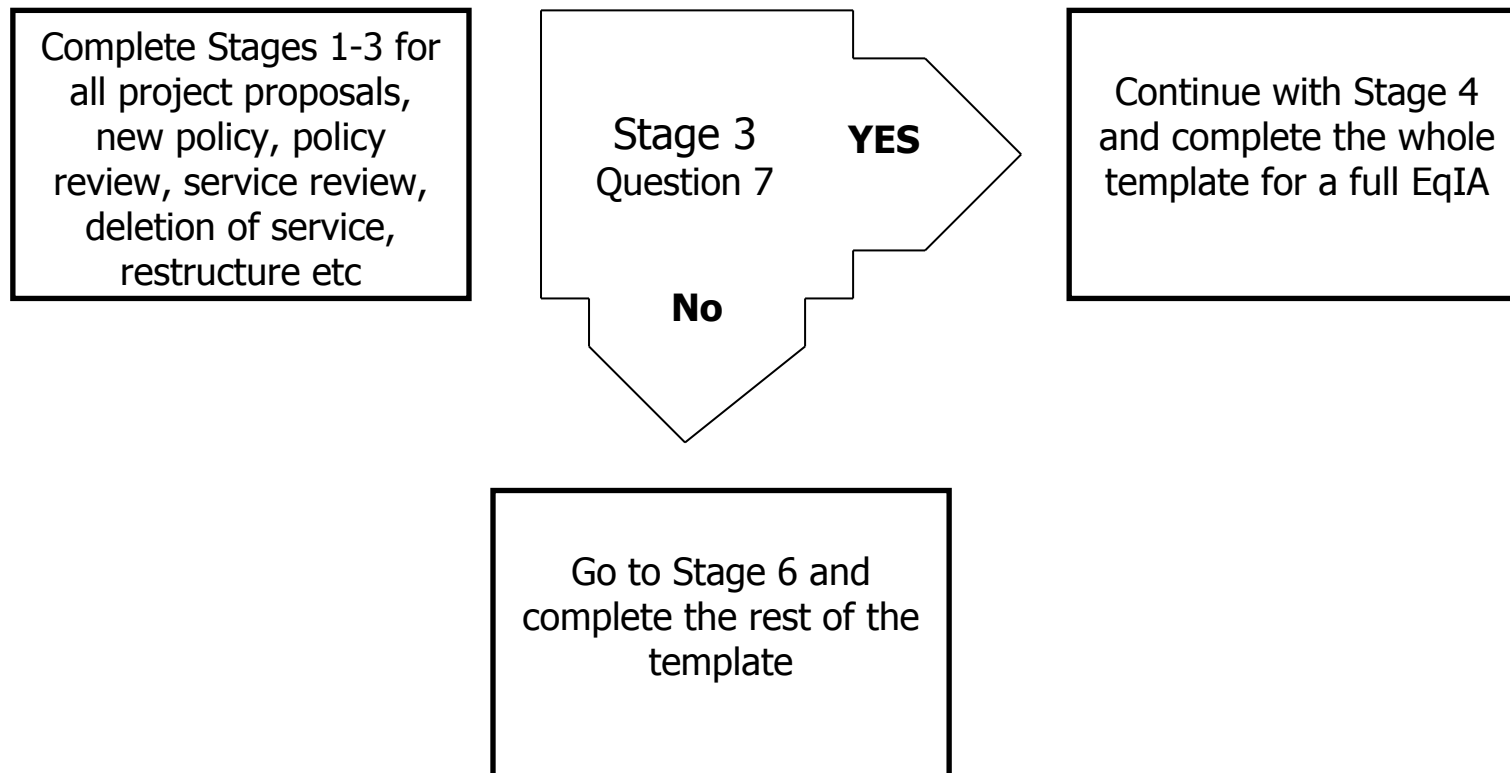 Complete Stages 1-3 for
all project proposals,
new policy, policy
review, service review,
deletion of service,
restructure etc
Stage 3
Question 7
YES
No
Continue with Stage 4
and complete the whole
template for a full EqIA
Go to Stage 6 and
complete the rest of the
template